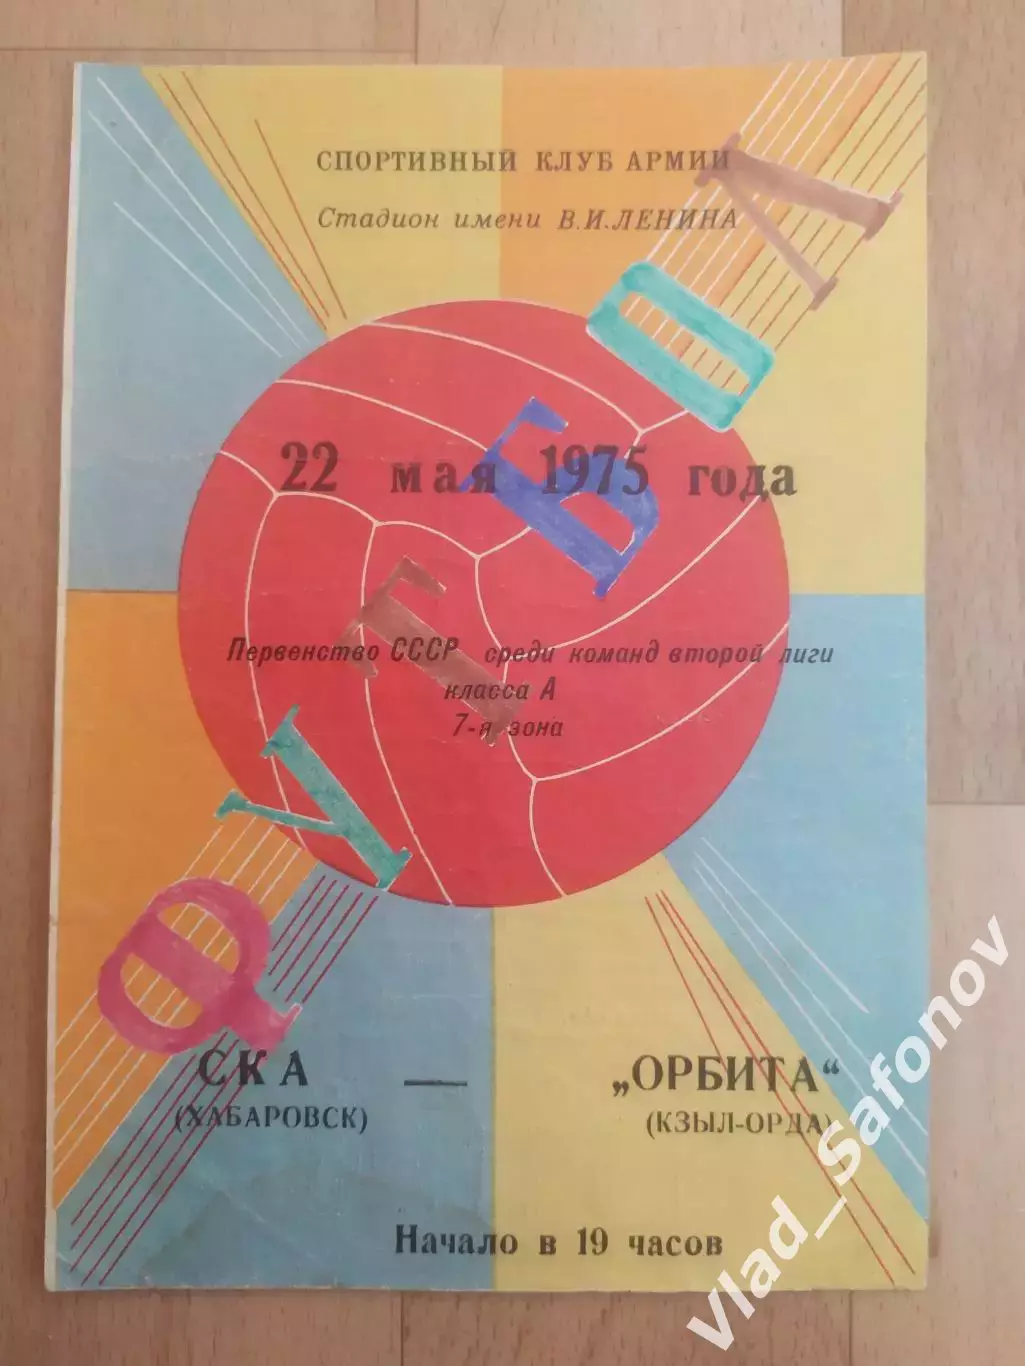 СПОРТИВНЫЙ КЛУБ АРМИИ
Стадион имени В.И.ЛЕНИНА
ФУТБОЛ
22 мая 1975 года
Первенство СССР среди команд второй лиги
класса А
7-я зона
СКА — „ОРБИТА“
(ХАБАРОВСК) (КЗЫЛ-ОРДА)
Начало в 19 часов
Vlad_Safonov